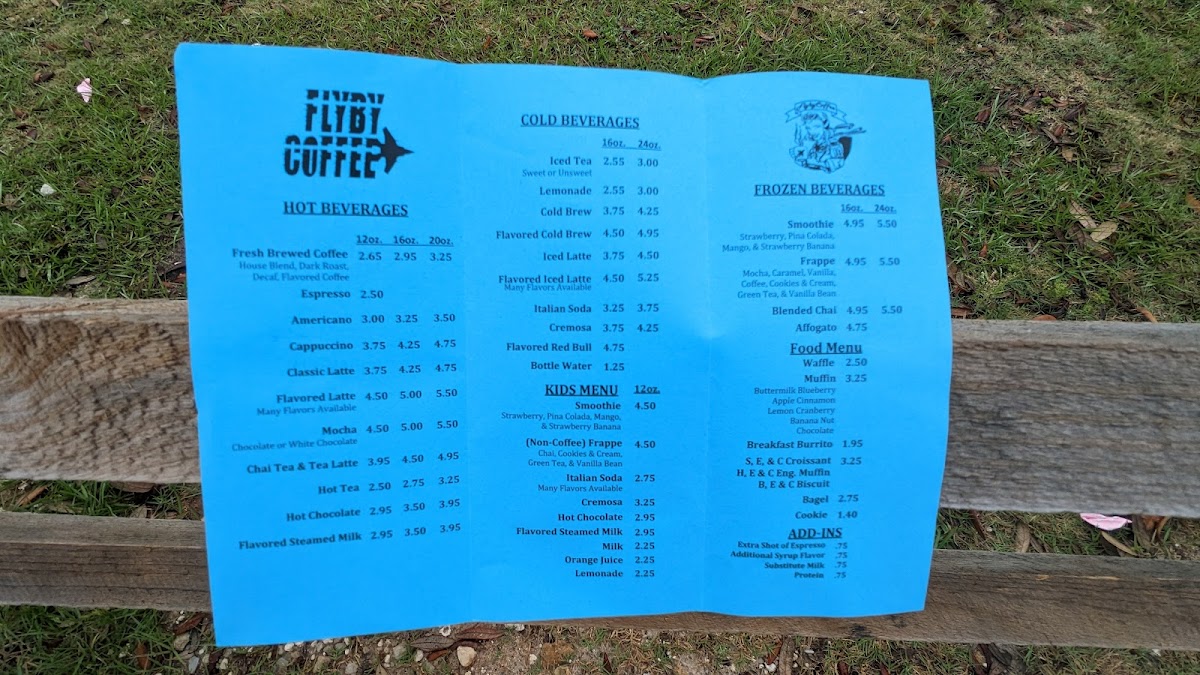 FLYBY
COFFEE
HOT BEVERAGES
12oz. 16oz. 20oz.
Fresh Brewed Coffee 2.65 2.95 3.25
House Blend, Dark Roast,
Decaf, Flavored Coffee
Espresso 2.50
Americano 3.00 3.25 3.50
Cappuccino 3.75 4.25 4.75
Classic Latte 3.75 4.25 4.75
Flavored Latte 4.50 5.00 5.50
Many Flavors Available
Mocha 4.50 5.00 5.50
Chocolate or White Chocolate
Chai Tea & Tea Latte 3.95 4.50 4.95
Hot Tea 2.50 2.75 3.25
Hot Chocolate 2.95 3.50 3.95
Flavored Steamed Milk 2.95 3.50 3.95
COLD BEVERAGES
16oz. 24oz.
Iced Tea 2.55 3.00
Sweet or Unsweet
Lemonade 2.55 3.00
Cold Brew 3.75 4.25
Flavored Cold Brew 4.50 4.95
Iced Latte 3.75 4.50
Flavored Iced Latte 4.50 5.25
Many Flavors Available
Italian Soda 3.25 3.75
Cremosa 3.75 4.25
Flavored Red Bull 4.75
Bottle Water 1.25
KIDS MENU 12oz.
Smoothie 4.50
Strawberry, Pina Colada, Mango,
& Strawberry Banana
(Non-Coffee) Frappe 4.50
Chai, Cookies & Cream,
Green Tea, & Vanilla Bean
Italian Soda 2.75
Many Flavors Available
Cremosa 3.25
Hot Chocolate 2.95
Flavored Steamed Milk 2.95
Milk 2.25
Orange Juice 2.25
Lemonade 2.25
FlybyCoffee
FROZEN BEVERAGES
16oz. 24oz.
Smoothie 4.95 5.50
Strawberry, Pina Colada,
Mango, & Strawberry Banana
Frappe 4.95 5.50
Mocha, Caramel, Vanilla,
Coffee, Cookies & Cream,
Green Tea, & Vanilla Bean
Blended Chai 4.95 5.50
Affogato 4.75
Food Menu
Waffle 2.50
Muffin 3.25
Buttermilk Blueberry
Apple Cinnamon
Lemon Cranberry
Banana Nut
Chocolate
Breakfast Burrito 1.95
S, E, & C Croissant 3.25
H, E & C Eng. Muffin
B, E & C Biscuit
Bagel 2.75
Cookie 1.40
ADD-INS
Extra Shot of Espresso .75
Additional Syrup Flavor .75
Substitute Milk .75
Protein .75